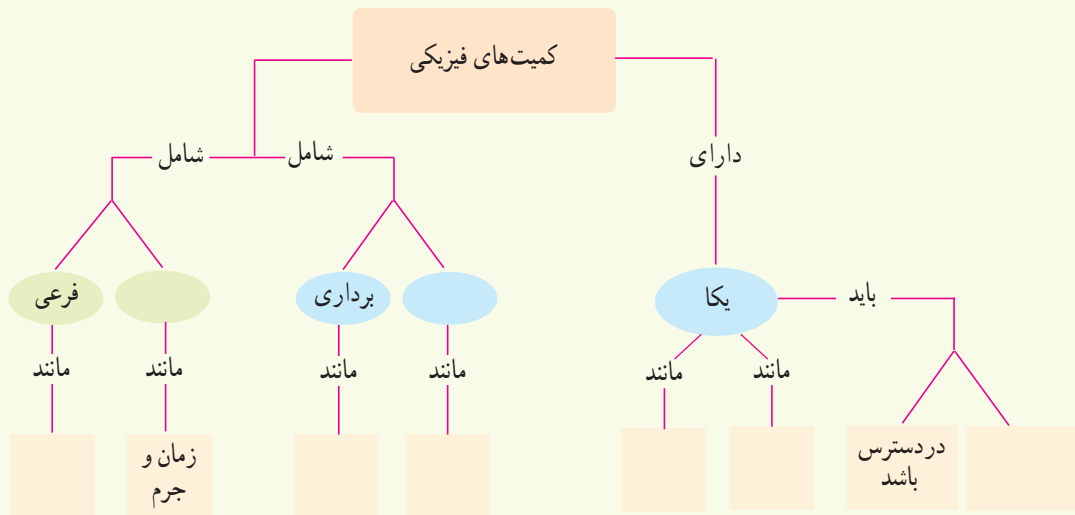 کمیت‌های فیزیکی
دارای
شامل
شامل
یکا
باید
برداری
فرعی
مانند
مانند
مانند
مانند
مانند
مانند
دردسترس
باشد
زمان و
جرم